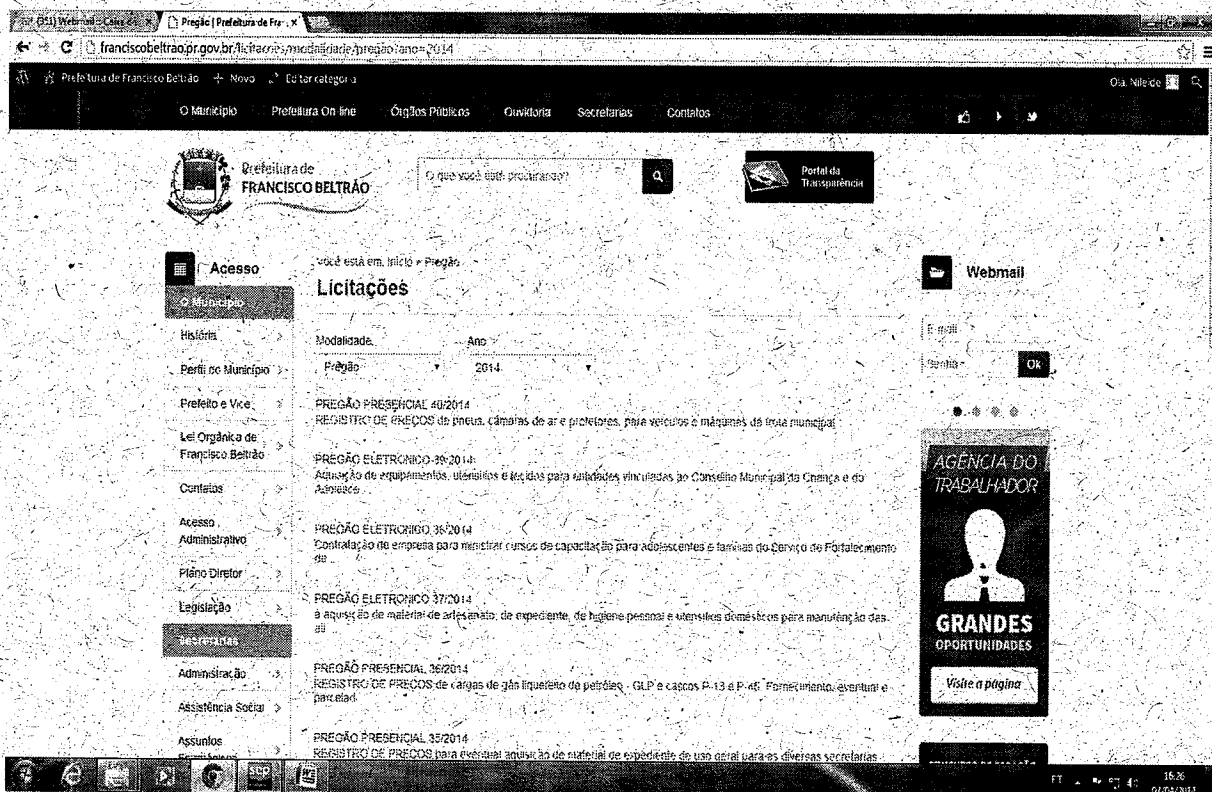 (351) Webmail :: Caixa de
Pregão | Prefeitura de Fra
franciscobeltrao.pr.gov.br/licitacoes/modalidade/pregao?ano=2014
Prefeitura de Francisco Beltrão + Novo Editar categoria
Olá, Nileide
O Município Prefeitura On-line Órgãos Públicos Ouvidoria Secretarias Contatos
Prefeitura de
FRANCISCO BELTRÃO
O que você está procurando?
Portal da
Transparência
Acesso
O Município
História
Perfil do Município
Prefeito e Vice
Lei Orgânica de
Francisco Beltrão
Contatos
Acesso
Administrativo
Plano Diretor
Legislação
Secretarias
Administração
Assistência Social
Assuntos
Você está em: Início » Pregão
Licitações
Modalidade Ano
Pregão 2014
PREGÃO PRESENCIAL 40/2014
REGISTRO DE PREÇOS de pneus, câmaras de ar e protetores, para veículos e máquinas da frota municipal
PREGÃO ELETRONICO 39/2014
Aquisição de equipamentos, utensílios e tecidos para entidades vinculadas ao Conselho Municipal da Criança e do
Adolesce...
PREGÃO ELETRONICO
Contratação de empresa para ministrar cursos de capacitação para adolescentes e famílias do Serviço de Fortalecimento
de ...
PREGÃO ELETRONICO 37/2014
a aquisição de material de artesanato, de expediente, de higiene pessoal e utensílios domésticos para manutenção das
ati
PREGÃO PRESENCIAL 36/2014
REGISTRO DE PREÇOS de cargas de gás liquefeito de petróleo - GLP e cascos P-13 e P-45. Fornecimento, eventual e
parcelad
PREGÃO PRESENCIAL 35/2014
REGISTRO DE PREÇOS para eventual aquisição de material de expediente de uso geral para as diversas secretarias
Webmail
E-mail
Senha
Ok
AGÊNCIA DO
TRABALHADOR
GRANDES
OPORTUNIDADES
Visite a página
PT
16:26